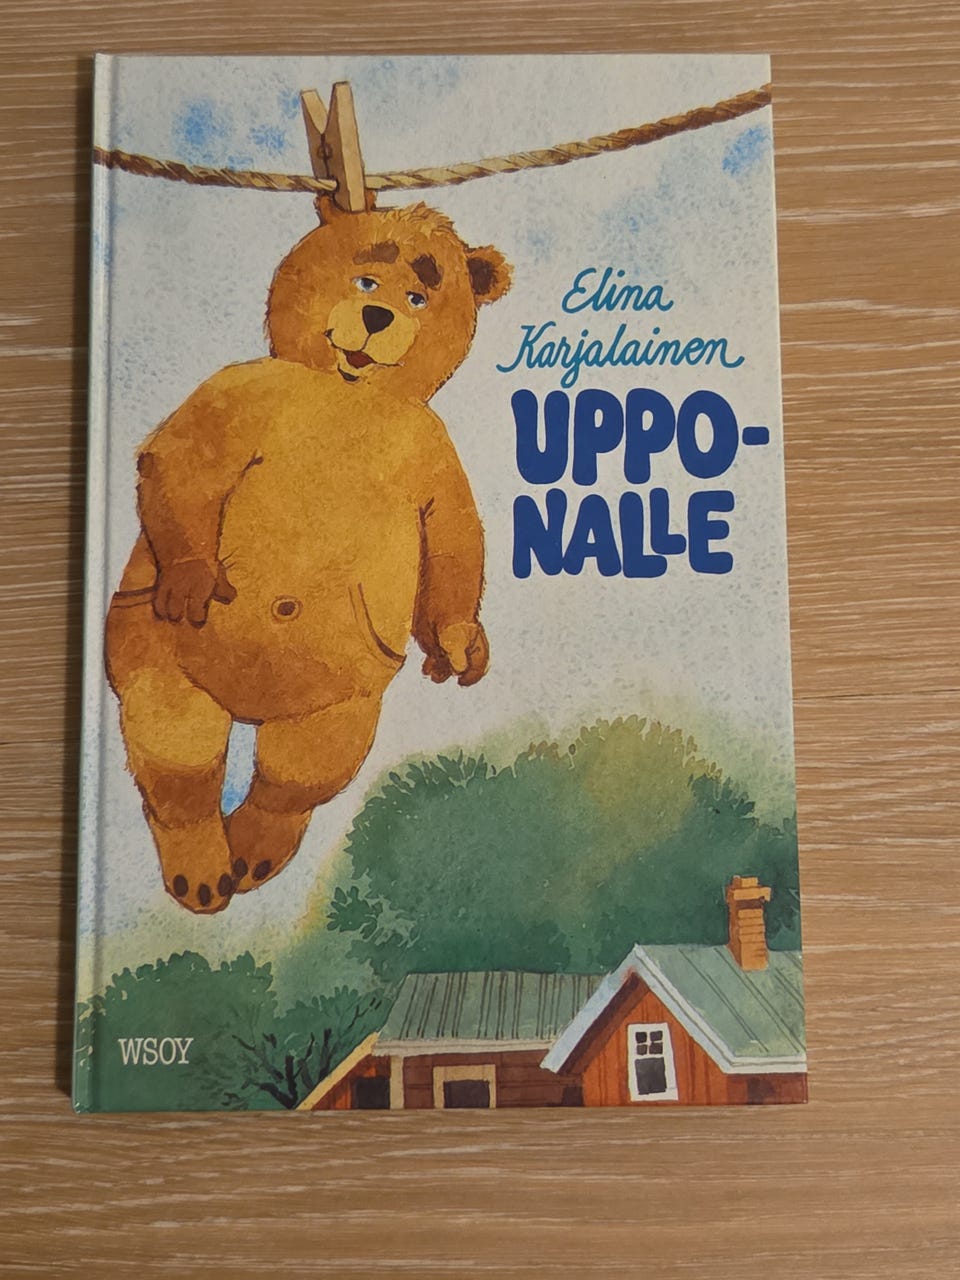 Elina
Karjalainen
UPPO-
NALLE
WSOY